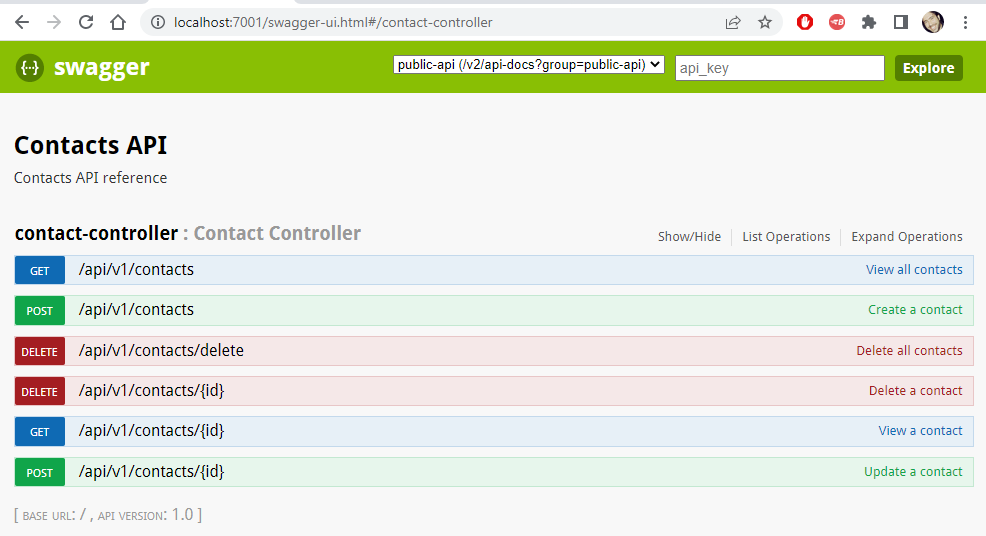 localhost:7001/swagger-ui.html#/contact-controller
{···} swagger public-api (/v2/api-docs?group=public-api) api_key Explore
Contacts API
Contacts API reference
contact-controller : Contact Controller Show/Hide List Operations Expand Operations
GET /api/v1/contacts View all contacts
POST /api/v1/contacts Create a contact
DELETE /api/v1/contacts/delete Delete all contacts
DELETE /api/v1/contacts/{id} Delete a contact
GET /api/v1/contacts/{id} View a contact
POST /api/v1/contacts/{id} Update a contact
[ BASE URL: / , API VERSION: 1.0 ]